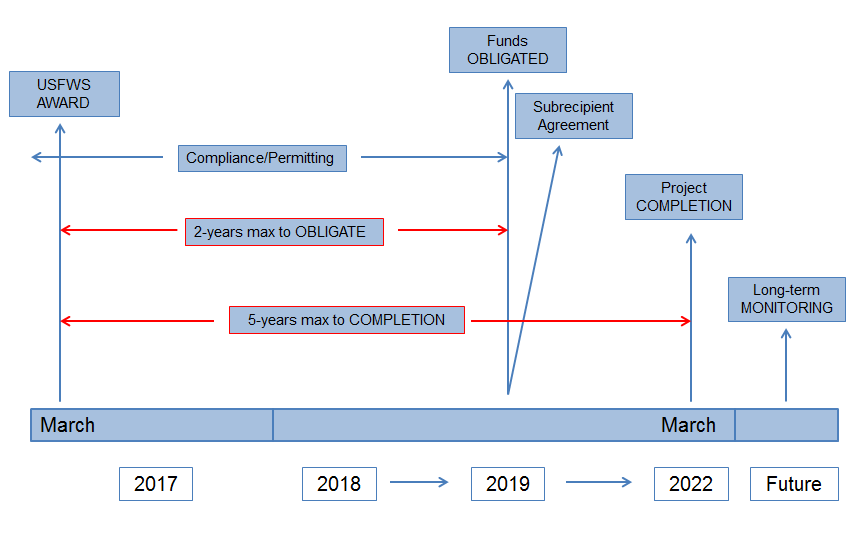 Funds
OBLIGATED
USFWS
AWARD
Subrecipient
Agreement
Compliance/Permitting
Project
COMPLETION
2-years max to OBLIGATE
Long-term
MONITORING
5-years max to COMPLETION
March
March
2017
2018
2019
2022
Future